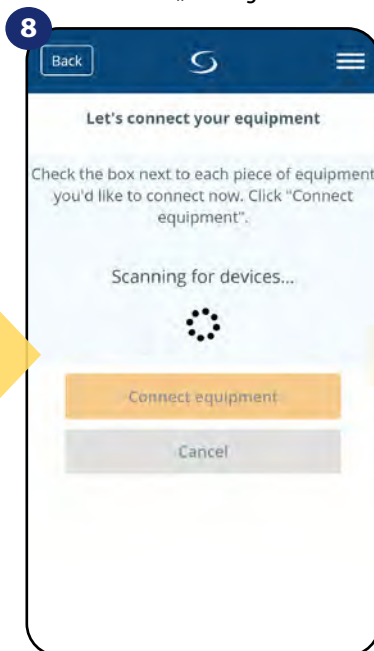 8
Back
Let's connect your equipment
Check the box next to each piece of equipment
you'd like to connect now. Click "Connect
equipment".
Scanning for devices...
Connect equipment
Cancel